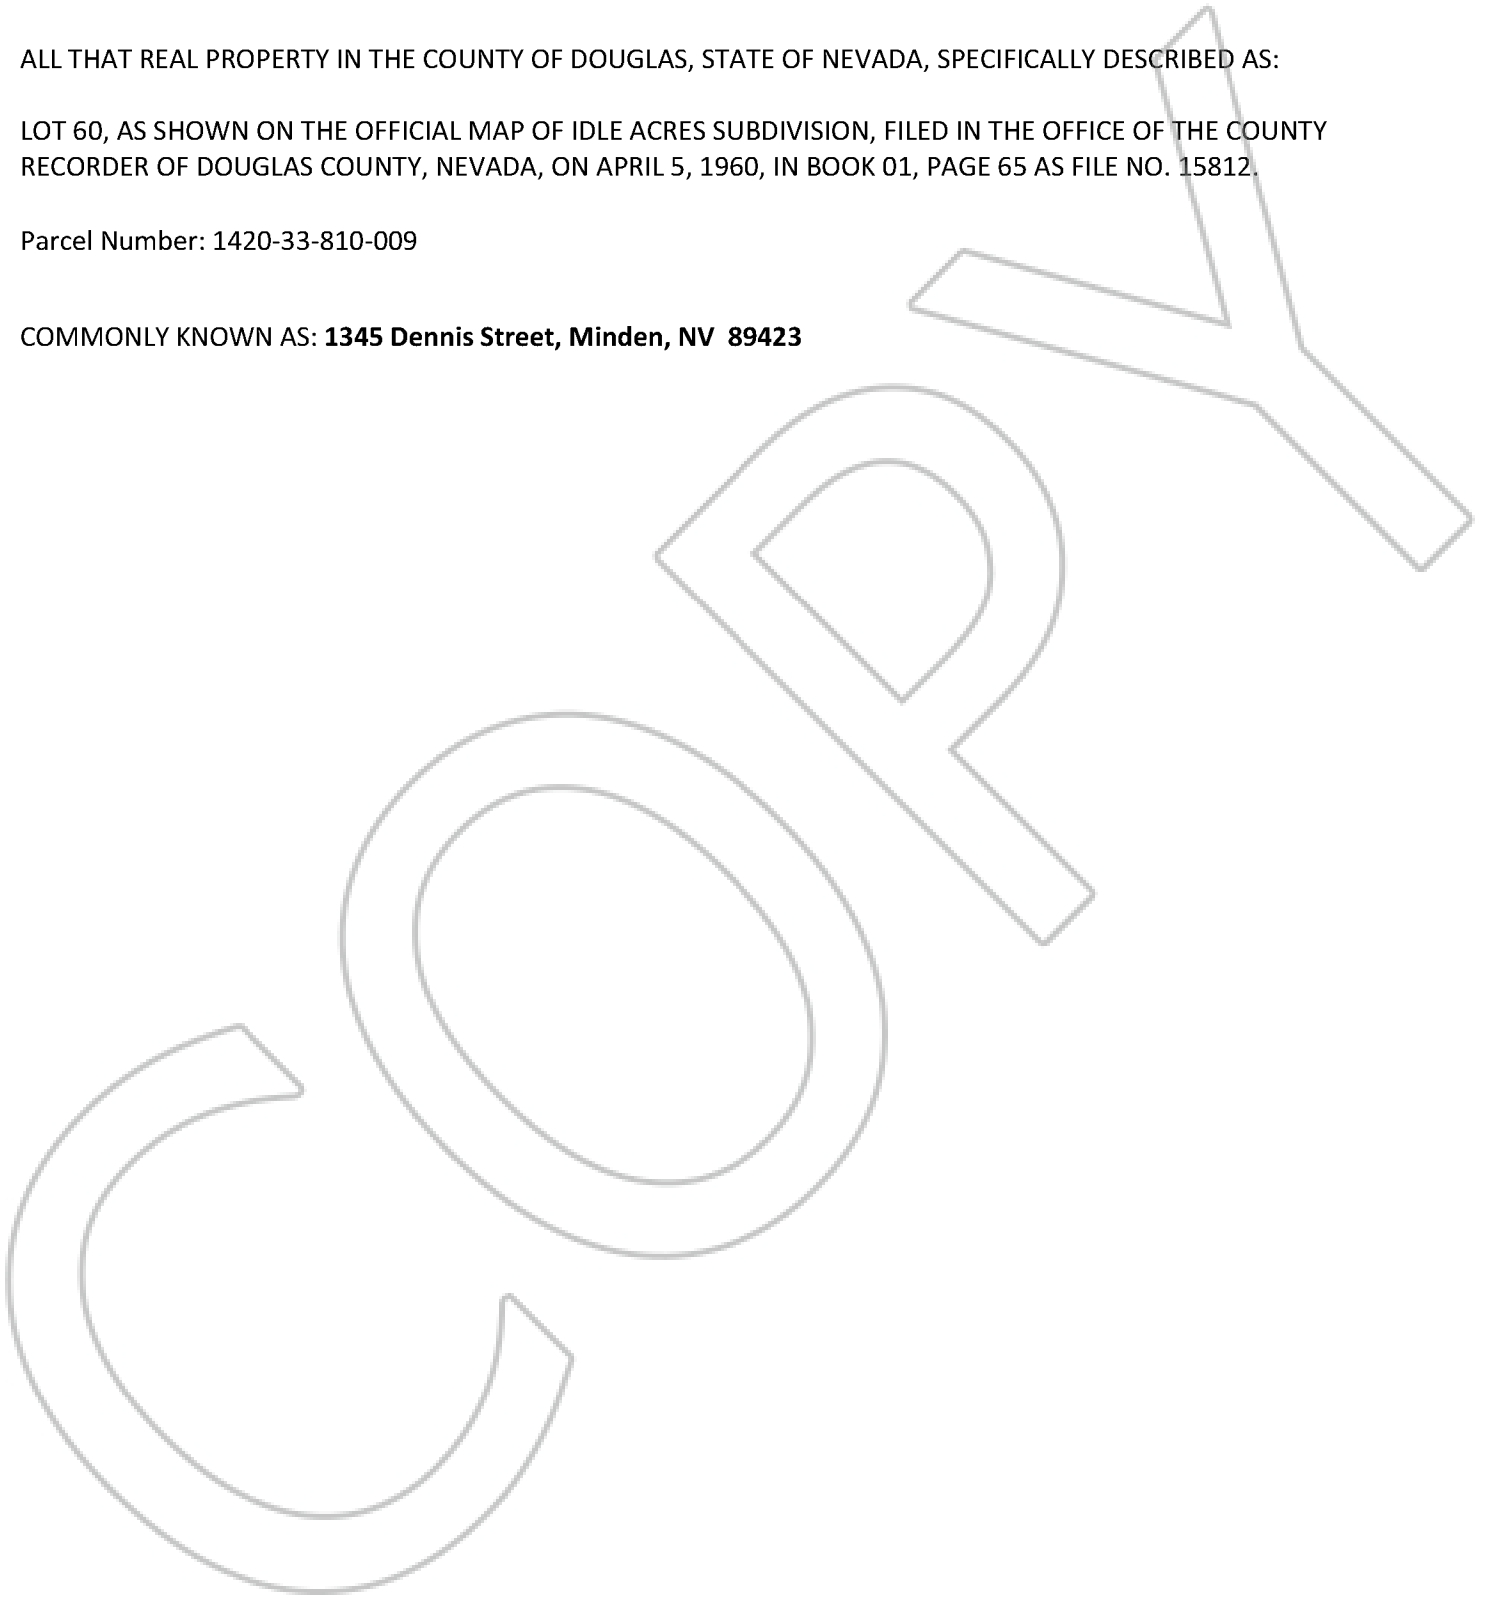 ALL THAT REAL PROPERTY IN THE COUNTY OF DOUGLAS, STATE OF NEVADA, SPECIFICALLY DESCRIBED AS:
LOT 60, AS SHOWN ON THE OFFICIAL MAP OF IDLE ACRES SUBDIVISION, FILED IN THE OFFICE OF THE COUNTY
RECORDER OF DOUGLAS COUNTY, NEVADA, ON APRIL 5, 1960, IN BOOK 01, PAGE 65 AS FILE NO. 15812.
Parcel Number: 1420-33-810-009
COMMONLY KNOWN AS: 1345 Dennis Street, Minden, NV  89423
COPY